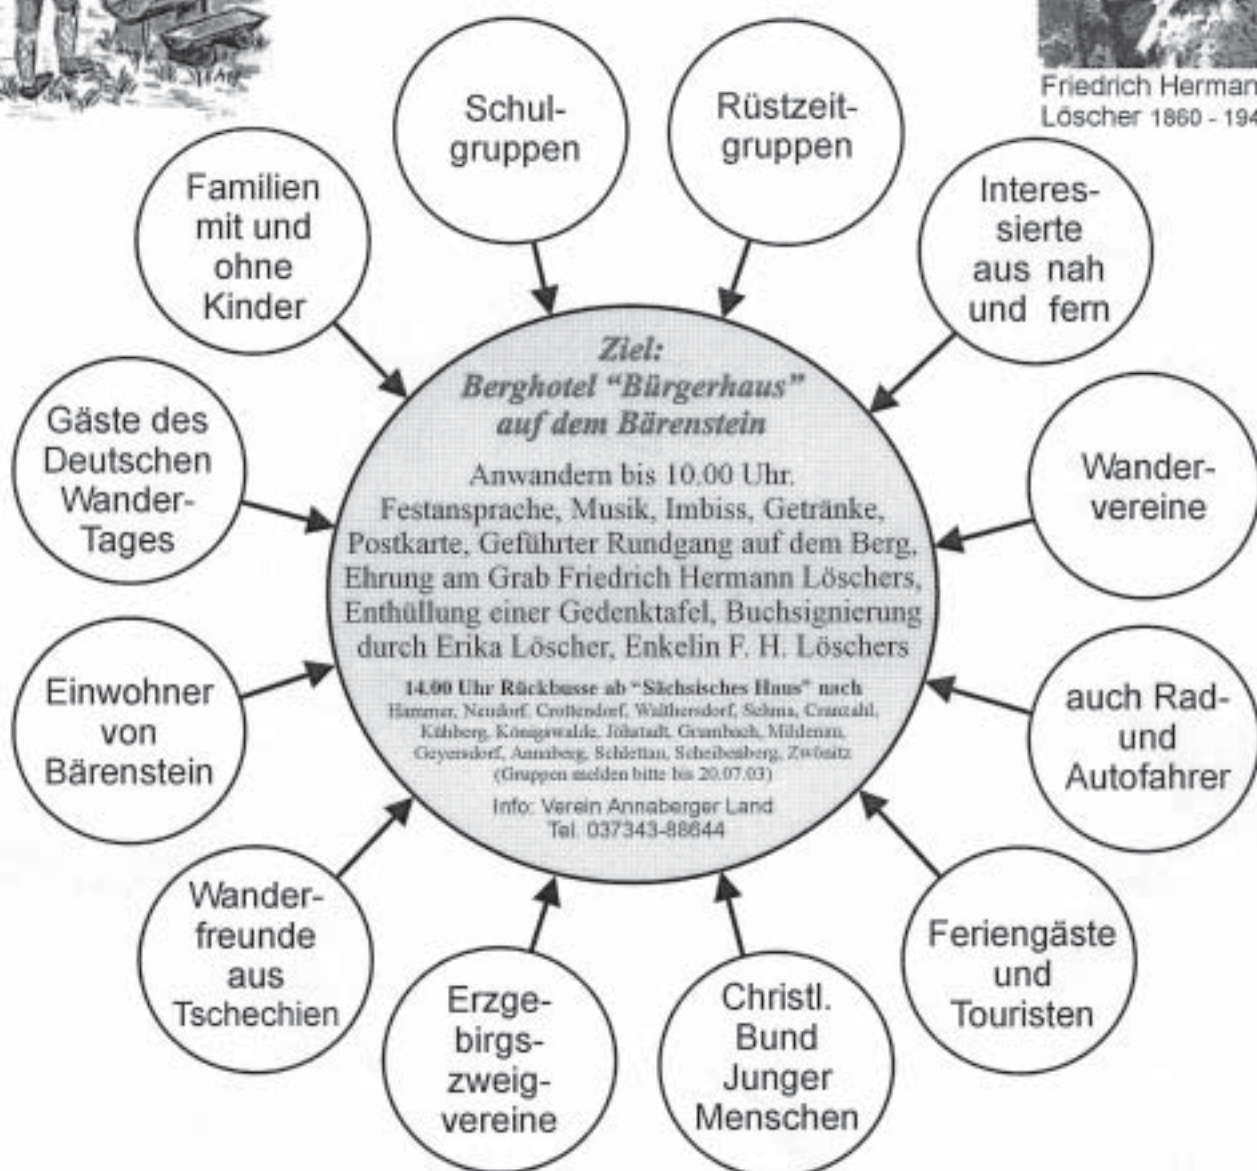 Friedrich Hermann
Löscher 1860 - 194
Schul-
gruppen
Rüstzeit-
gruppen
Familien
mit und
ohne
Kinder
Interes-
sierte
aus nah
und fern
Gäste des
Deutschen
Wander-
Tages
Wander-
vereine
Ziel:
Berghotel “Bürgerhaus”
auf dem Bärenstein
Anwandern bis 10.00 Uhr.
Festansprache, Musik, Imbiss, Getränke,
Postkarte, Geführter Rundgang auf dem Berg,
Ehrung am Grab Friedrich Hermann Löschers,
Enthüllung einer Gedenktafel, Buchsignierung
durch Erika Löscher, Enkelin F. H. Löschers
14.00 Uhr Rückbusse ab “Sächsisches Haus” nach
Hammer, Neudorf, Crottendorf, Walthersdorf, Sehma, Cranzahl,
Kühberg, Königswalde, Jöhstadt, Grumbach, Mildenau,
Geyersdorf, Annaberg, Schlettau, Scheibenberg, Zwönitz
(Gruppen melden bitte bis 20.07.03)
Info: Verein Annaberger Land
Tel. 037343-88644
Einwohner
von
Bärenstein
auch Rad-
und
Autofahrer
Wander-
freunde
aus
Tschechien
Feriengäste
und
Touristen
Erzge-
birgs-
zweig-
vereine
Christl.
Bund
Junger
Menschen